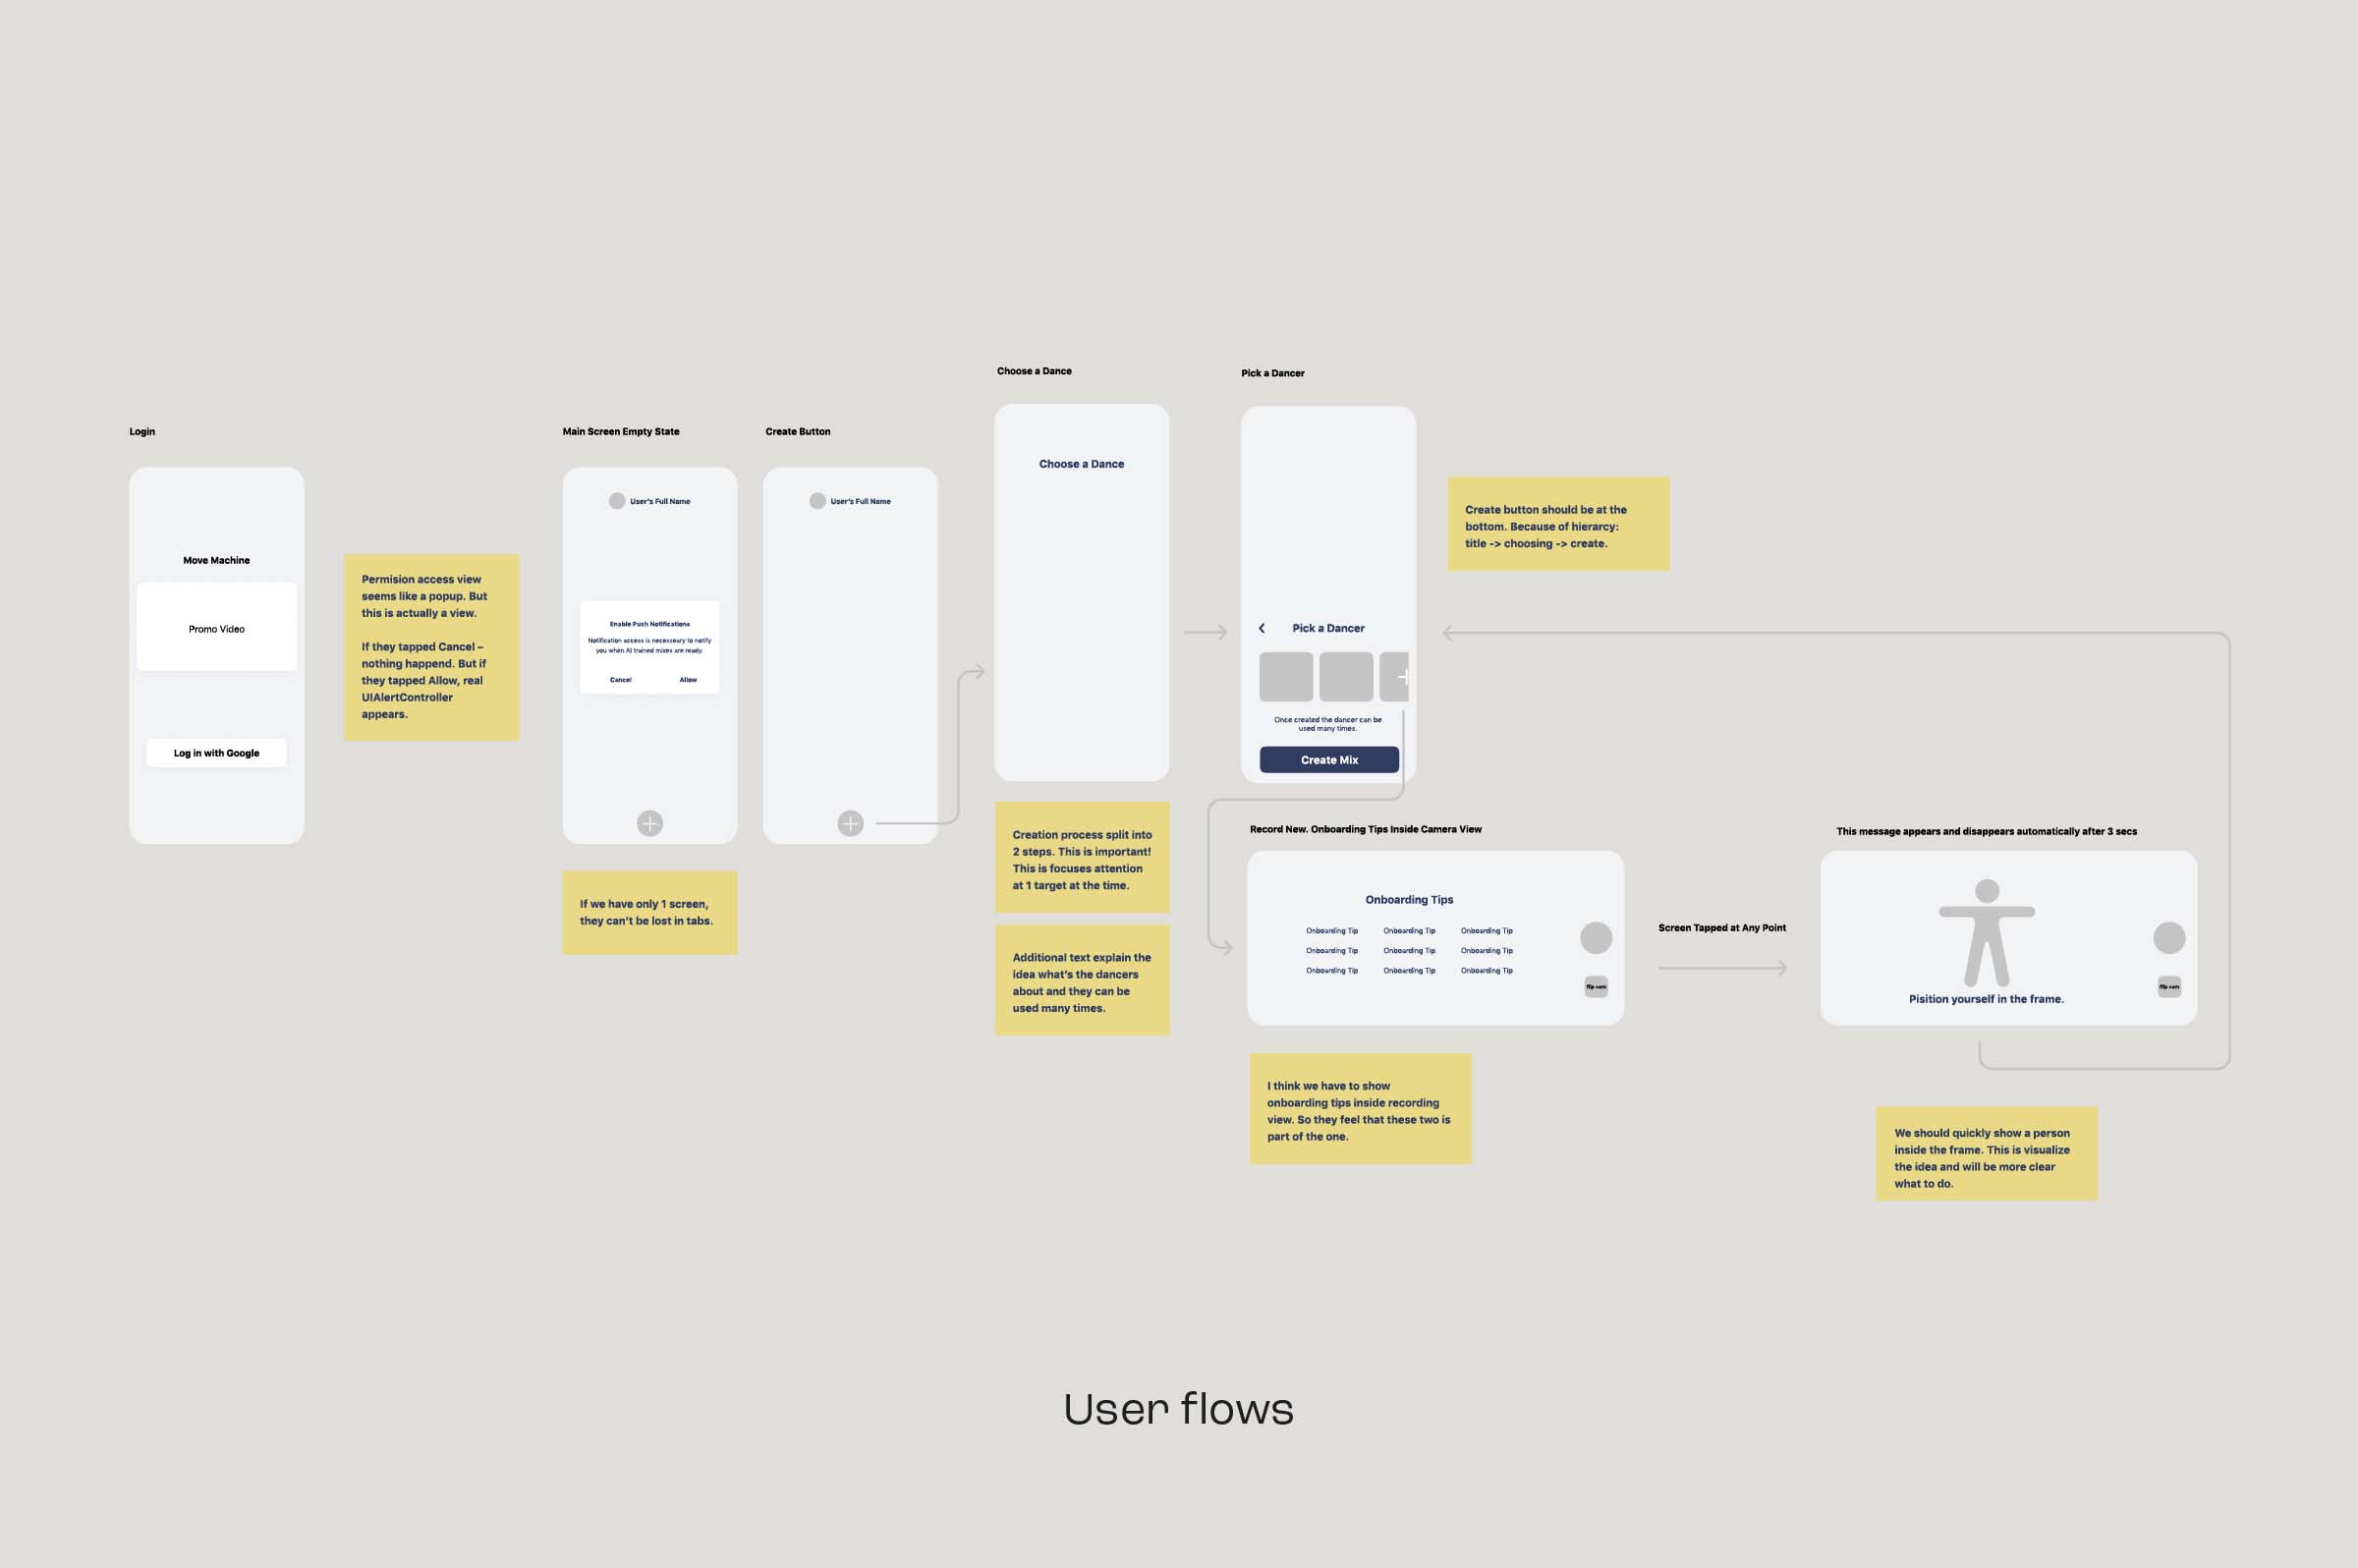 Login
Move Machine
Promo Video
Log in with Google
Permision access view
seems like a popup. But
this is actually a view.
If they tapped Cancel –
nothing happend. But if
they tapped Allow, real
UIAlertController
appears.
Main Screen Empty State
User's Full Name
Enable Push Notifications
Notification access is necesseary to notify
you when AI trained mixes are ready.
Cancel
Allow
If we have only 1 screen,
they can't be lost in tabs.
Create Button
User's Full Name
Choose a Dance
Choose a Dance
Creation process split into
2 steps. This is important!
This is focuses attention
at 1 target at the time.
Additional text explain the
idea what's the dancers
about and they can be
used many times.
Pick a Dancer
Pick a Dancer
Once created the dancer can be
used many times.
Create Mix
Create button should be at the
bottom. Because of hierarcy:
title -> choosing -> create.
Record New. Onboarding Tips Inside Camera View
Onboarding Tips
Onboarding Tip Onboarding Tip Onboarding Tip
Onboarding Tip Onboarding Tip Onboarding Tip
Onboarding Tip Onboarding Tip Onboarding Tip
flip cam
I think we have to show
onboarding tips inside recording
view. So they feel that these two is
part of the one.
Screen Tapped at Any Point
This message appears and disappears automatically after 3 secs
Pisition yourself in the frame.
flip cam
We should quickly show a person
inside the frame. This is visualize
the idea and will be more clear
what to do.
User flows